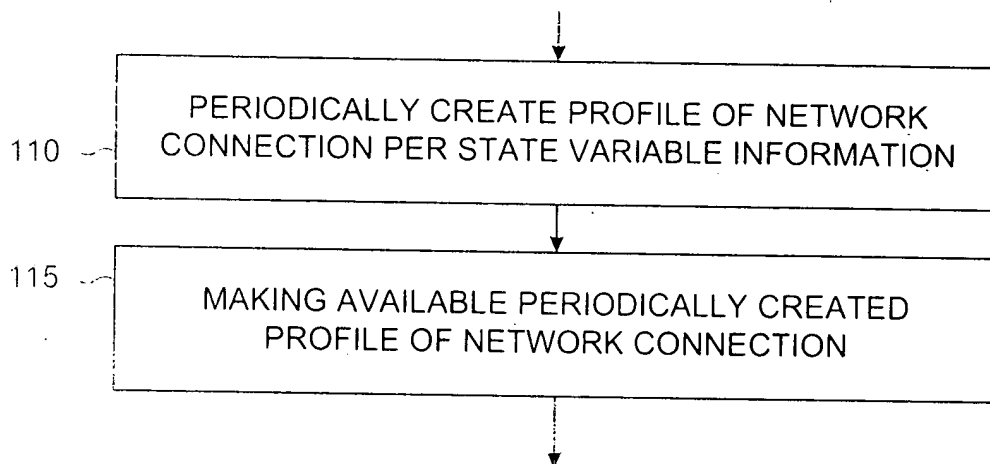 PERIODICALLY CREATE PROFILE OF NETWORK
110 CONNECTION PER STATE VARIABLE INFORMATION
115 MAKING AVAILABLE PERIODICALLY CREATED
PROFILE OF NETWORK CONNECTION